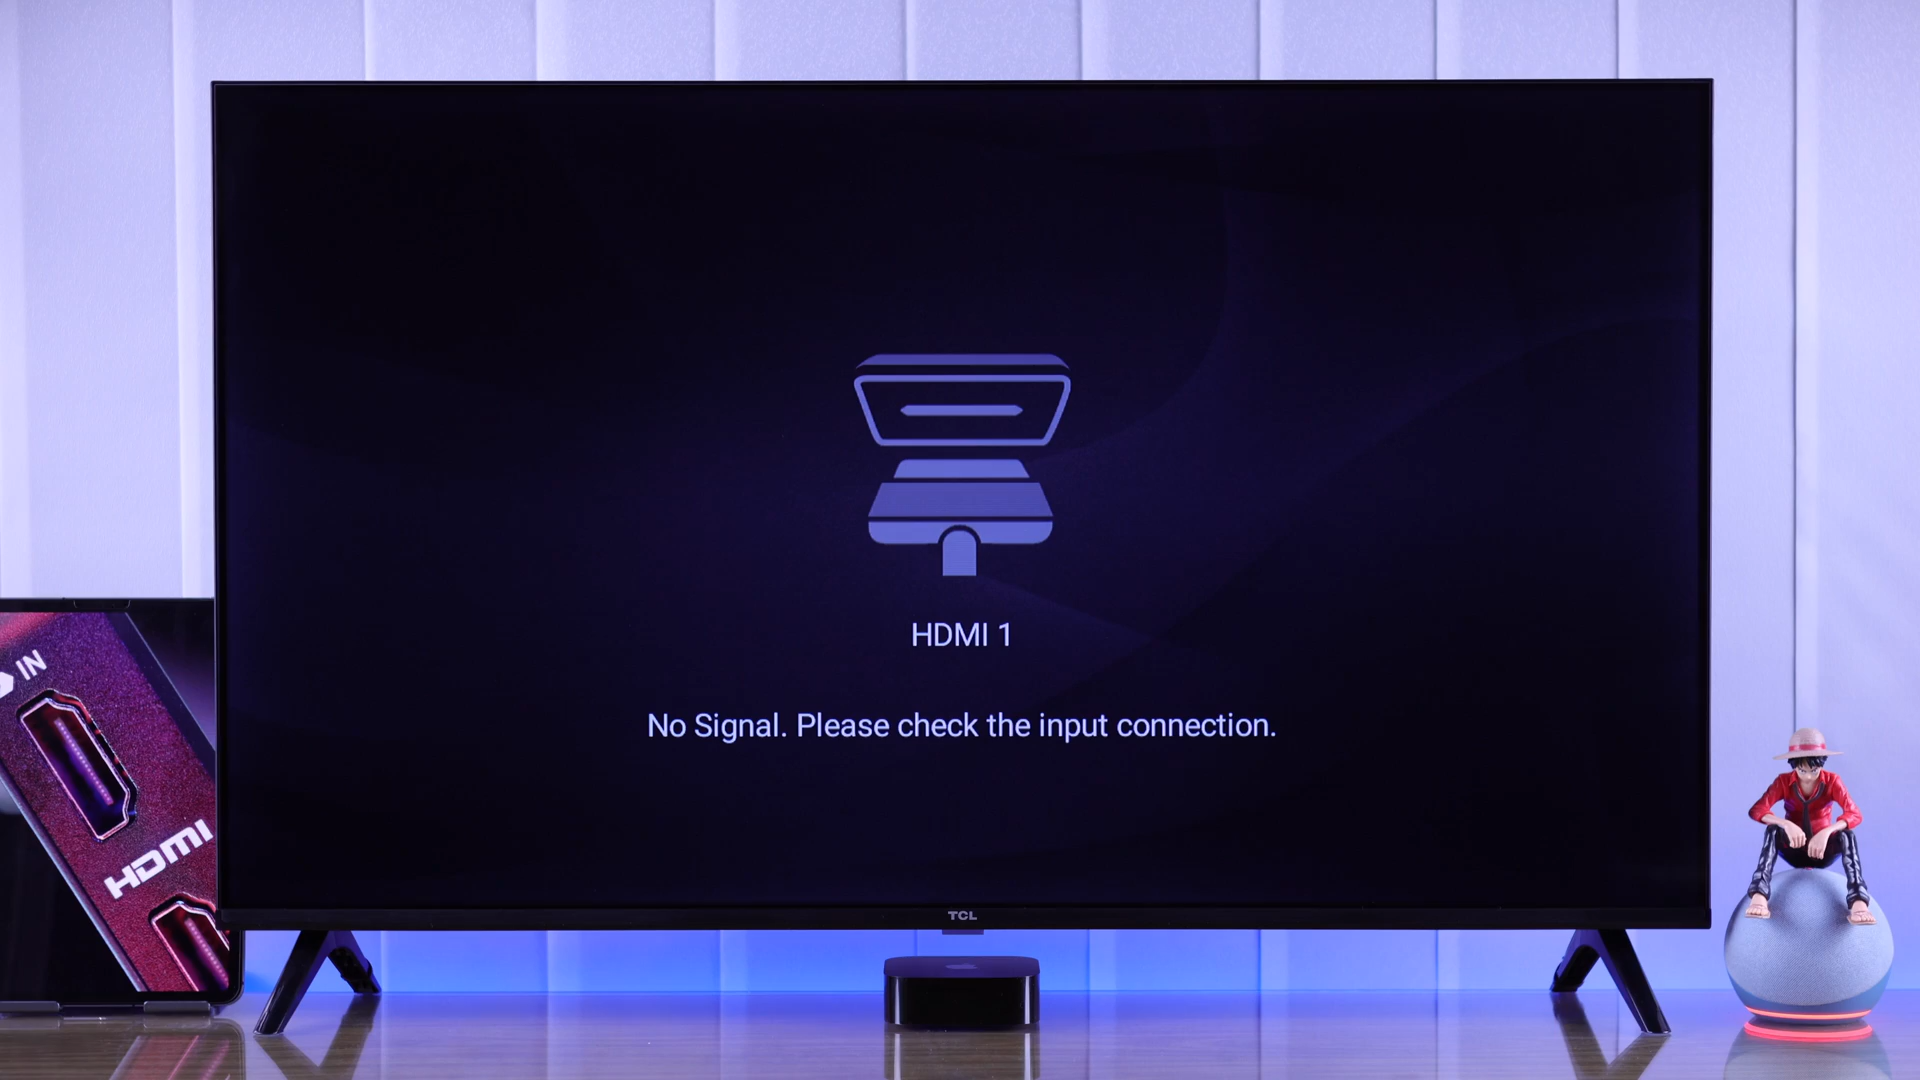 HDMI 1
No Signal. Please check the input connection.
TCL
IN
HDMI